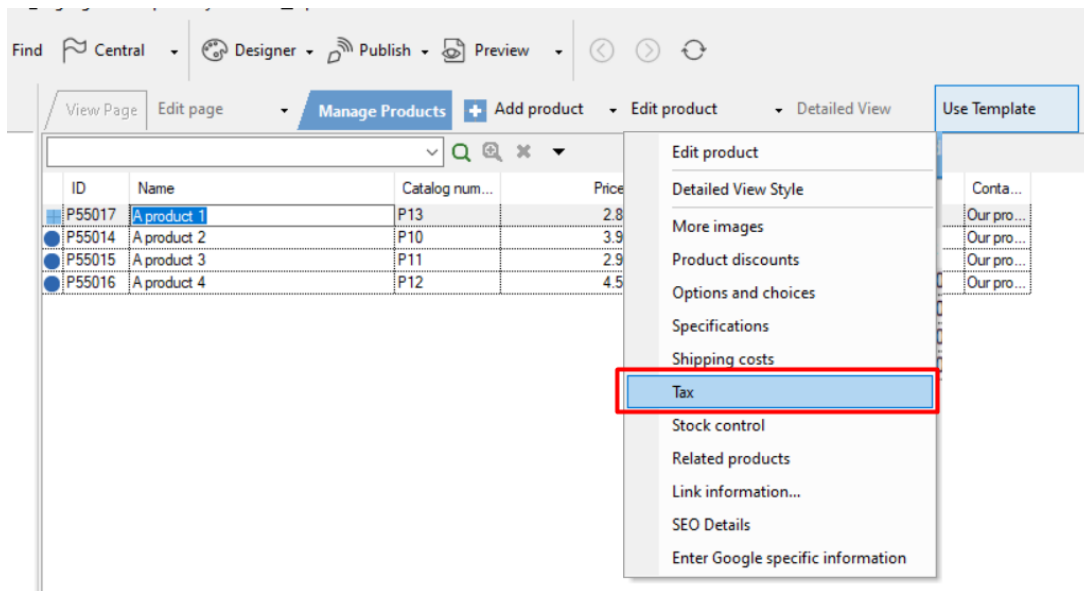 Find Central Designer Publish Preview
View Page Edit page Manage Products Add product Edit product Detailed View Use Template
ID Name Catalog num... Price Conta...
P55017 A product 1 P13 2.8 Our pro...
P55014 A product 2 P10 3.9 Our pro...
P55015 A product 3 P11 2.9 Our pro...
P55016 A product 4 P12 4.5 Our pro...
Edit product
Detailed View Style
More images
Product discounts
Options and choices
Specifications
Shipping costs
Tax
Stock control
Related products
Link information...
SEO Details
Enter Google specific information